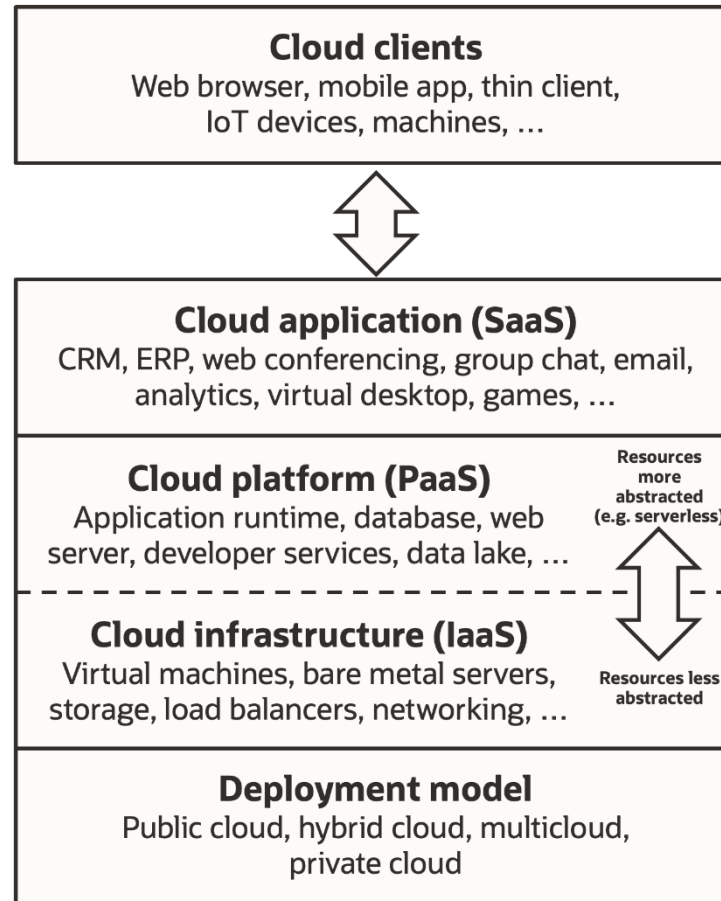 Cloud clients
Web browser, mobile app, thin client,
IoT devices, machines, ...
Cloud application (SaaS)
CRM, ERP, web conferencing, group chat, email,
analytics, virtual desktop, games, ...
Cloud platform (PaaS)
Application runtime, database, web
server, developer services, data lake, ...
Resources
more
abstracted
(e.g. serverless)
Cloud infrastructure (IaaS)
Virtual machines, bare metal servers,
storage, load balancers, networking, ...
Resources less
abstracted
Deployment model
Public cloud, hybrid cloud, multicloud,
private cloud